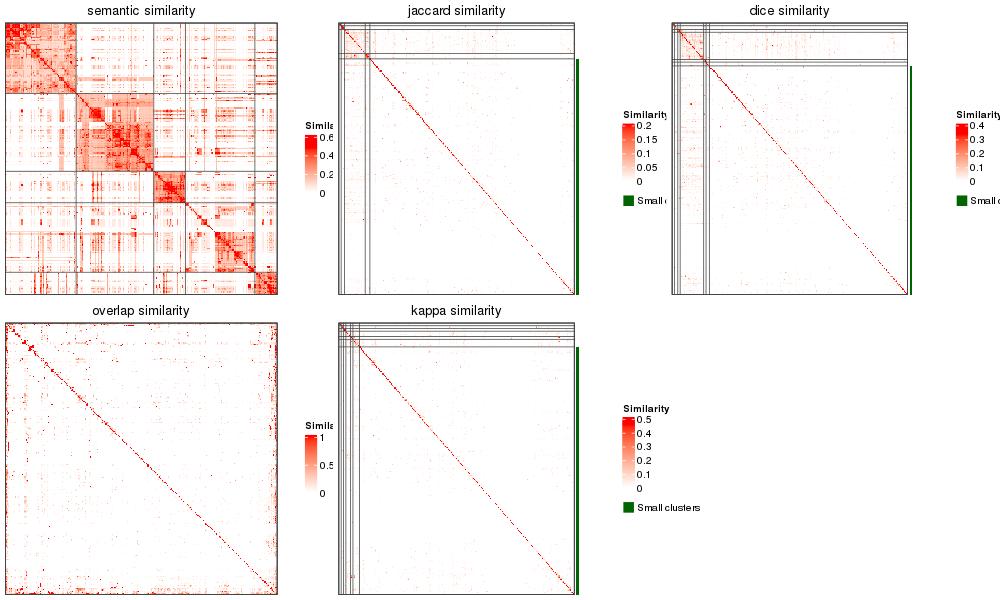 semantic similarity
Simila
0.6
0.4
0.2
0
jaccard similarity
Similarity
0.2
0.15
0.1
0.05
0
Small c
dice similarity
Similarity
0.4
0.3
0.2
0.1
0
Small c
overlap similarity
Simila
1
0.5
0
kappa similarity
Similarity
0.5
0.4
0.3
0.2
0.1
0
Small clusters